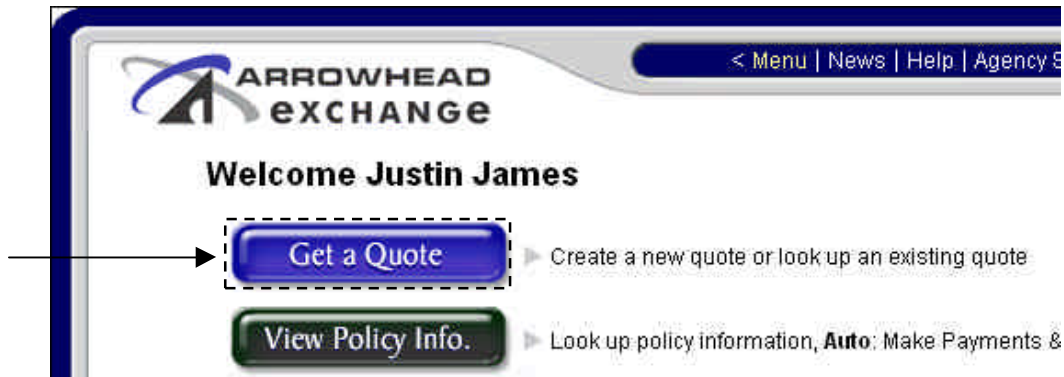 < Menu | News | Help | Agency S
ARROWHEAD
exCHANGe
Welcome Justin James
Get a Quote
Create a new quote or look up an existing quote
View Policy Info.
Look up policy information, Auto: Make Payments &